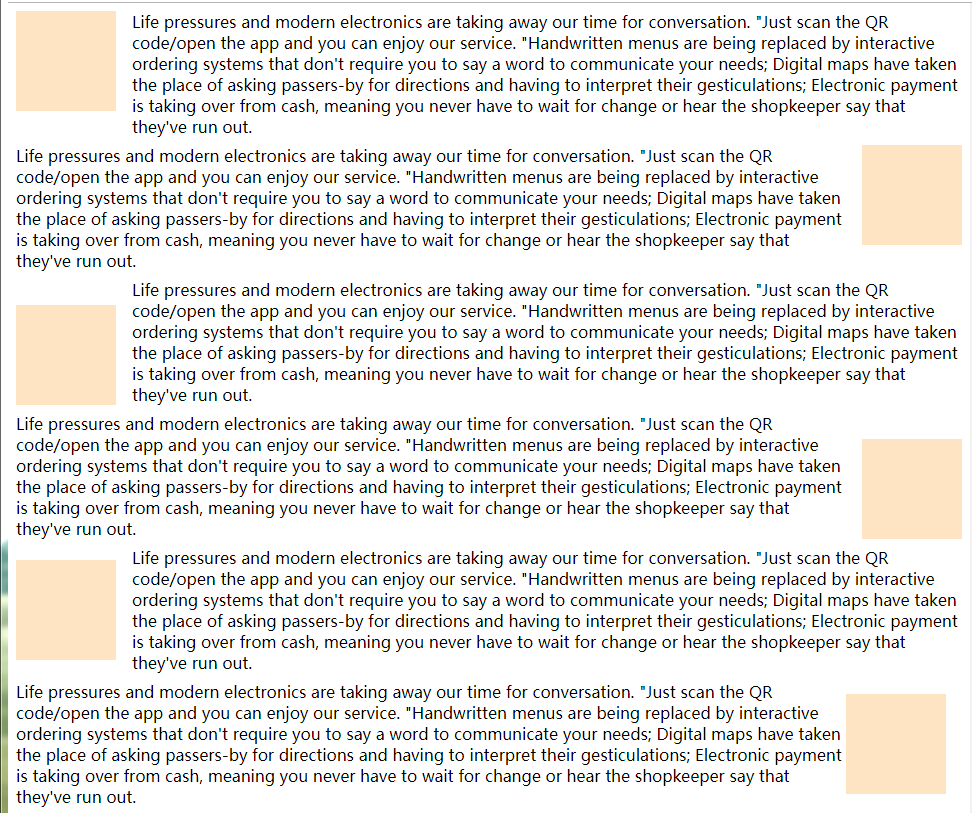 Life pressures and modern electronics are taking away our time for conversation. "Just scan the QR
code/open the app and you can enjoy our service. "Handwritten menus are being replaced by interactive
ordering systems that don't require you to say a word to communicate your needs; Digital maps have taken
the place of asking passers-by for directions and having to interpret their gesticulations; Electronic payment
is taking over from cash, meaning you never have to wait for change or hear the shopkeeper say that
they've run out.
Life pressures and modern electronics are taking away our time for conversation. "Just scan the QR
code/open the app and you can enjoy our service. "Handwritten menus are being replaced by interactive
ordering systems that don't require you to say a word to communicate your needs; Digital maps have taken
the place of asking passers-by for directions and having to interpret their gesticulations; Electronic payment
is taking over from cash, meaning you never have to wait for change or hear the shopkeeper say that
they've run out.
Life pressures and modern electronics are taking away our time for conversation. "Just scan the QR
code/open the app and you can enjoy our service. "Handwritten menus are being replaced by interactive
ordering systems that don't require you to say a word to communicate your needs; Digital maps have taken
the place of asking passers-by for directions and having to interpret their gesticulations; Electronic payment
is taking over from cash, meaning you never have to wait for change or hear the shopkeeper say that
they've run out.
Life pressures and modern electronics are taking away our time for conversation. "Just scan the QR
code/open the app and you can enjoy our service. "Handwritten menus are being replaced by interactive
ordering systems that don't require you to say a word to communicate your needs; Digital maps have taken
the place of asking passers-by for directions and having to interpret their gesticulations; Electronic payment
is taking over from cash, meaning you never have to wait for change or hear the shopkeeper say that
they've run out.
Life pressures and modern electronics are taking away our time for conversation. "Just scan the QR
code/open the app and you can enjoy our service. "Handwritten menus are being replaced by interactive
ordering systems that don't require you to say a word to communicate your needs; Digital maps have taken
the place of asking passers-by for directions and having to interpret their gesticulations; Electronic payment
is taking over from cash, meaning you never have to wait for change or hear the shopkeeper say that
they've run out.
Life pressures and modern electronics are taking away our time for conversation. "Just scan the QR
code/open the app and you can enjoy our service. "Handwritten menus are being replaced by interactive
ordering systems that don't require you to say a word to communicate your needs; Digital maps have taken
the place of asking passers-by for directions and having to interpret their gesticulations; Electronic payment
is taking over from cash, meaning you never have to wait for change or hear the shopkeeper say that
they've run out.